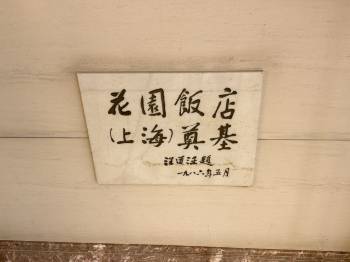 花園飯店
(上海)奠基
汪道涵題
一九八六年五月